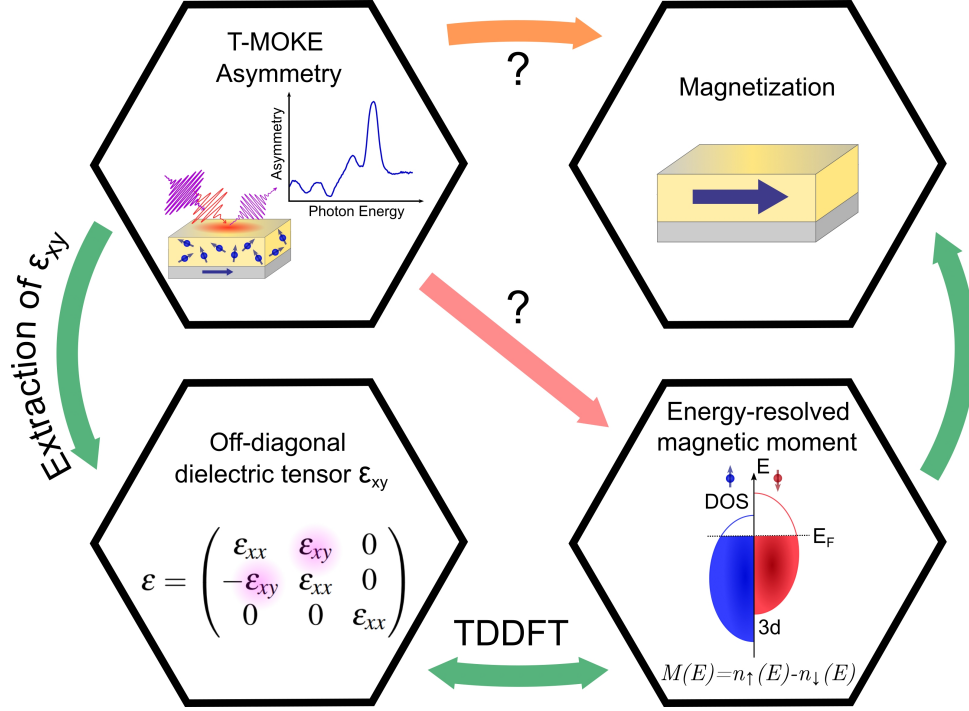 T-MOKE
Asymmetry
Asymmetry
Photon Energy
?
Magnetization
Extraction of εxy
?
Off-diagonal
dielectric tensor εxy
ε = ( εxx εxy 0
−εxy εxx 0
0 0 εxx )
TDDFT
Energy-resolved
magnetic moment
E
DOS
EF
3d
M(E)=n↑(E)-n↓(E)